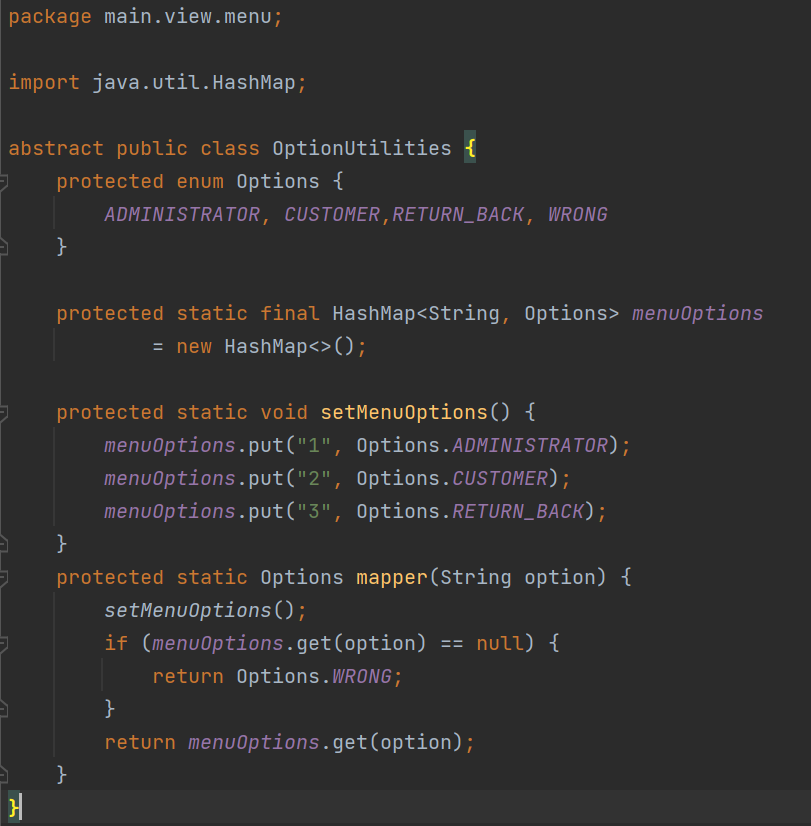 package main.view.menu;
import java.util.HashMap;
abstract public class OptionUtilities {
protected enum Options {
ADMINISTRATOR, CUSTOMER,RETURN_BACK, WRONG
}
protected static final HashMap<String, Options> menuOptions
= new HashMap<>();
protected static void setMenuOptions() {
menuOptions.put("1", Options.ADMINISTRATOR);
menuOptions.put("2", Options.CUSTOMER);
menuOptions.put("3", Options.RETURN_BACK);
}
protected static Options mapper(String option) {
setMenuOptions();
if (menuOptions.get(option) == null) {
return Options.WRONG;
}
return menuOptions.get(option);
}
}